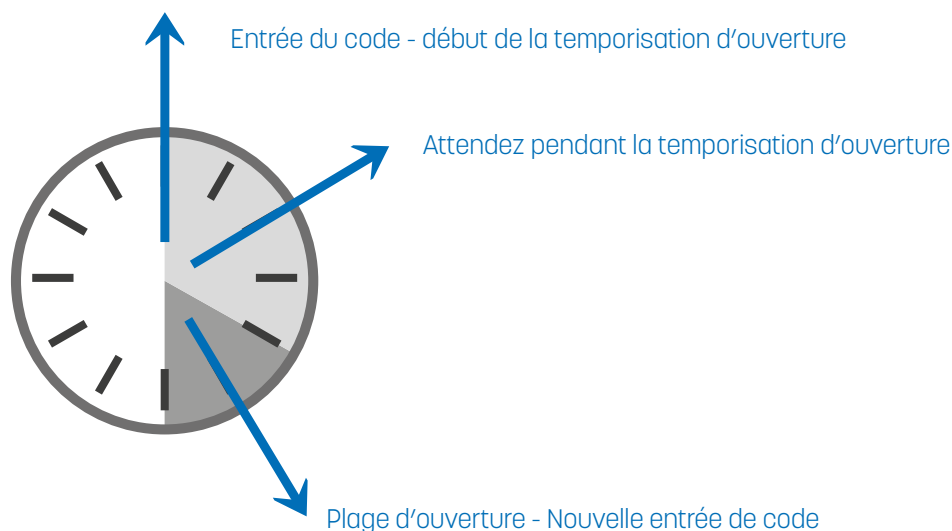 Entrée du code - début de la temporisation d'ouverture
Attendez pendant la temporisation d'ouverture
Plage d'ouverture - Nouvelle entrée de code